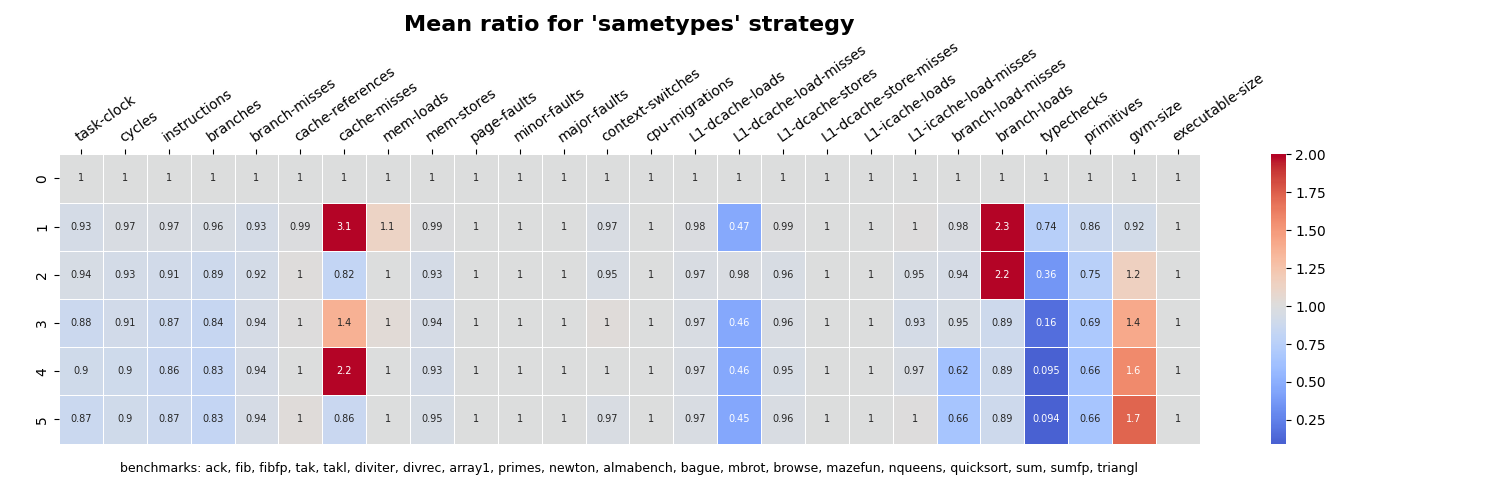 Mean ratio for 'sametypes' strategy
task-clock cycles instructions branches branch-misses cache-references cache-misses mem-loads mem-stores page-faults minor-faults major-faults context-switches cpu-migrations L1-dcache-loads L1-dcache-load-misses L1-dcache-stores L1-dcache-store-misses L1-icache-loads L1-icache-load-misses branch-load-misses branch-loads typechecks primitives gvm-size executable-size
0 1 1 1 1 1 1 1 1 1 1 1 1 1 1 1 1 1 1 1 1 1 1 1 1 1 1
1 0.93 0.97 0.97 0.96 0.93 0.99 3.1 1.1 0.99 1 1 1 0.97 1 0.98 0.47 0.99 1 1 1 0.98 2.3 0.74 0.86 0.92 1
2 0.94 0.93 0.91 0.89 0.92 1 0.82 1 0.93 1 1 1 0.95 1 0.97 0.98 0.96 1 1 0.95 0.94 2.2 0.36 0.75 1.2 1
3 0.88 0.91 0.87 0.84 0.94 1 1.4 1 0.94 1 1 1 1 1 0.97 0.46 0.96 1 1 0.93 0.95 0.89 0.16 0.69 1.4 1
4 0.9 0.9 0.86 0.83 0.94 1 2.2 1 0.93 1 1 1 1 1 0.97 0.46 0.95 1 1 0.97 0.62 0.89 0.095 0.66 1.6 1
5 0.87 0.9 0.87 0.83 0.94 1 0.86 1 0.95 1 1 1 0.97 1 0.97 0.45 0.96 1 1 1 0.66 0.89 0.094 0.66 1.7 1
2.00
1.75
1.50
1.25
1.00
0.75
0.50
0.25
benchmarks: ack, fib, fibfp, tak, takl, diviter, divrec, array1, primes, newton, almabench, bague, mbrot, browse, mazefun, nqueens, quicksort, sum, sumfp, triangl